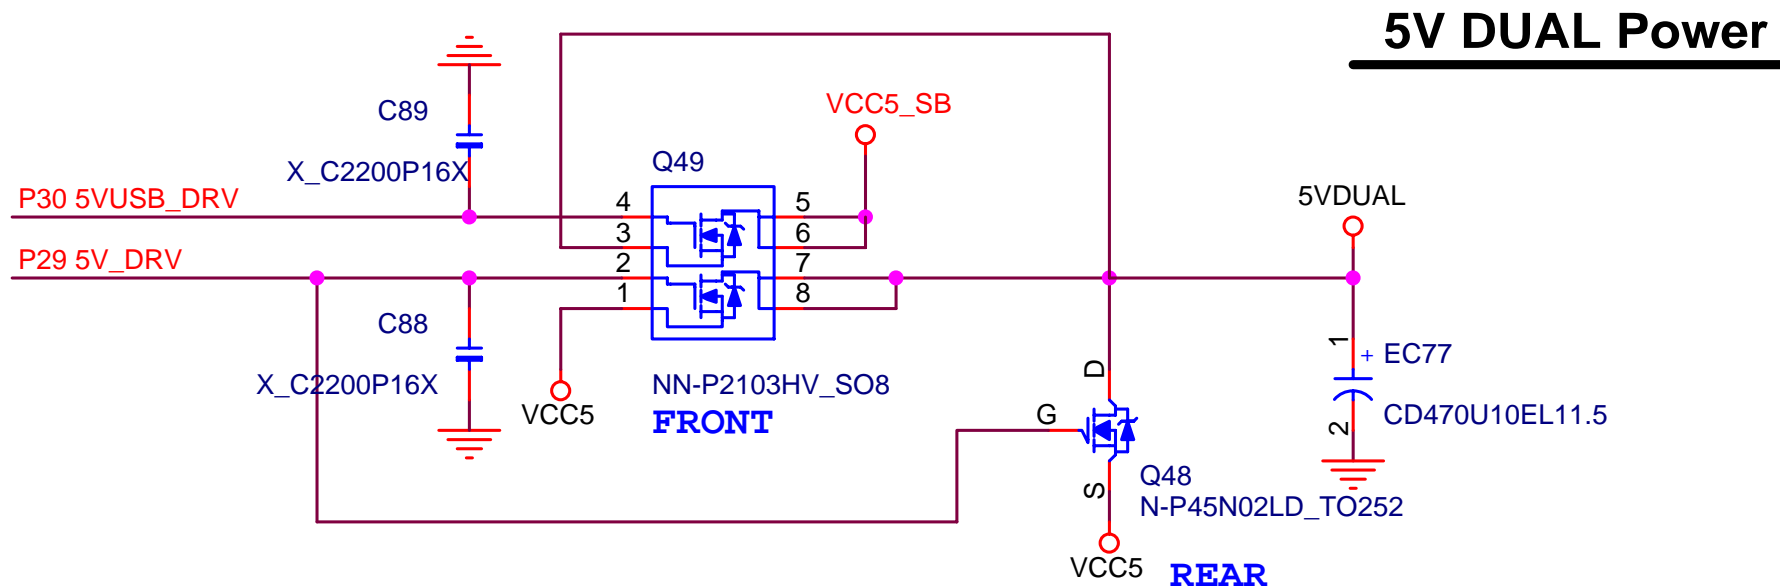 5V DUAL Power
C89
VCC5_SB
X_C2200P16X
Q49
P30 5VUSB_DRV
4
5
5VDUAL
3
6
P29 5V_DRV
2
7
1
8
C88
1
+ EC77
X_C2200P16X
NN-P2103HV_SO8
D
VCC5
FRONT
G
CD470U10EL11.5
2
Q48
S
N-P45N02LD_TO252
VCC5
REAR